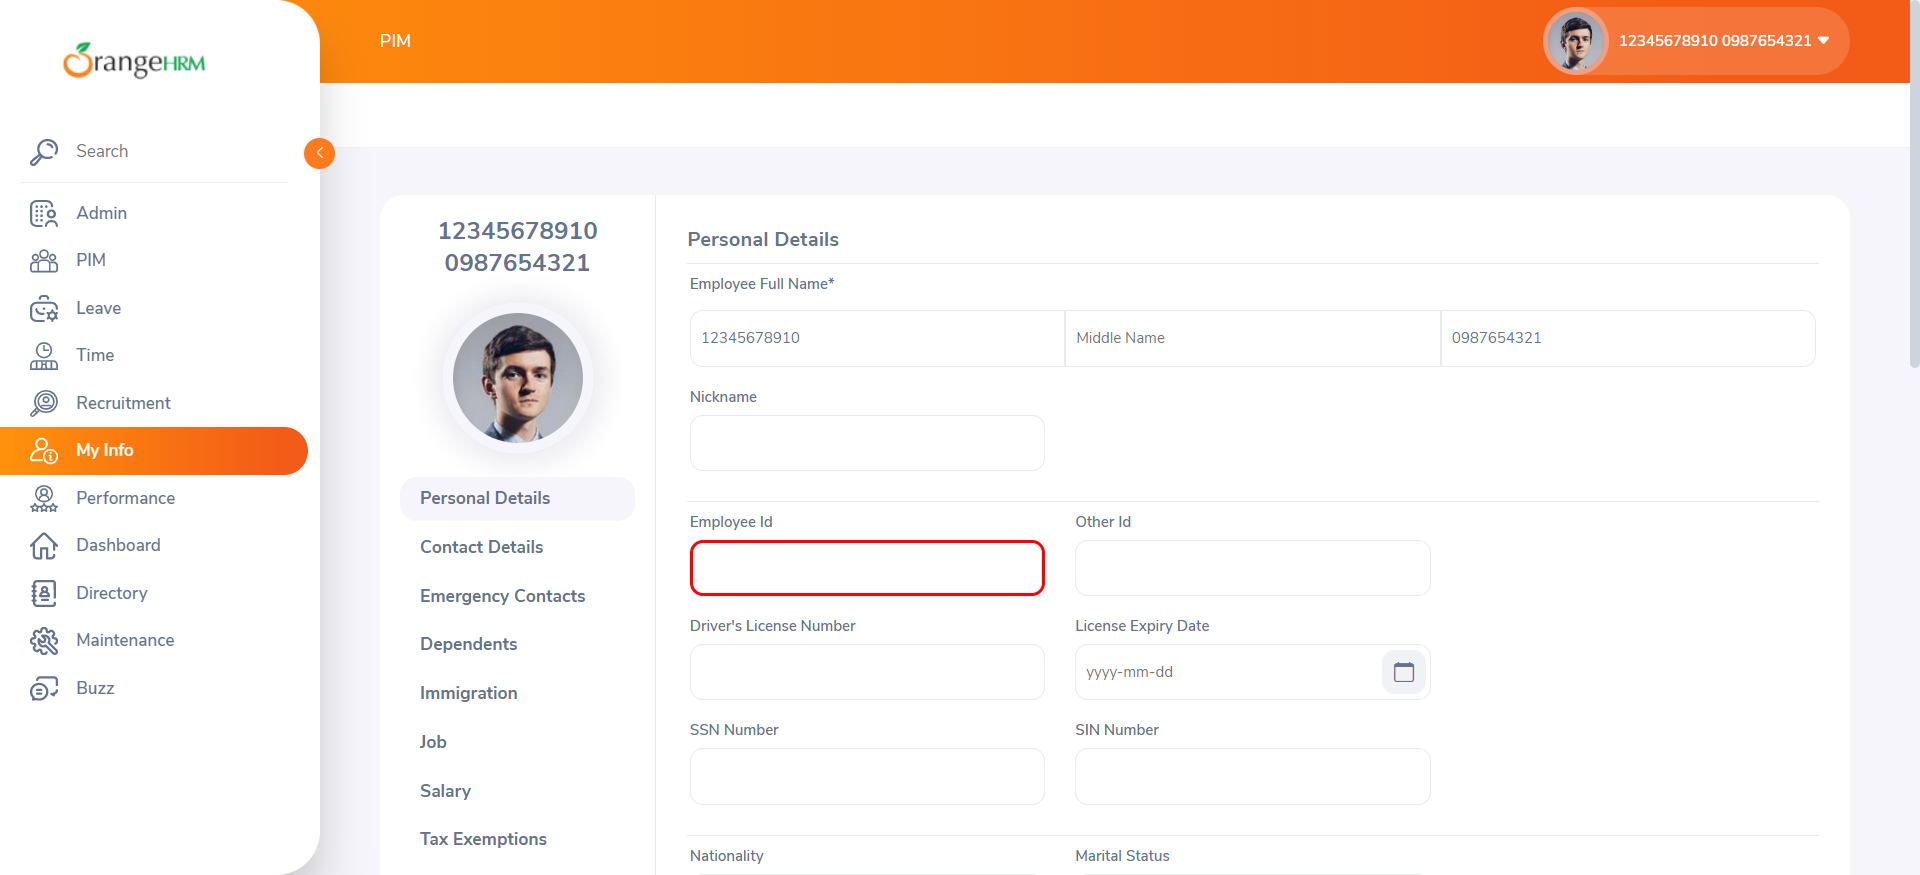 OrangeHRM
PIM
12345678910 0987654321
Search
Admin
PIM
Leave
Time
Recruitment
My Info
Performance
Dashboard
Directory
Maintenance
Buzz
12345678910
0987654321
Personal Details
Contact Details
Emergency Contacts
Dependents
Immigration
Job
Salary
Tax Exemptions
Personal Details
Employee Full Name*
12345678910 Middle Name 0987654321
Nickname
Employee Id Other Id
Driver's License Number License Expiry Date
yyyy-mm-dd
SSN Number SIN Number
Nationality Marital Status